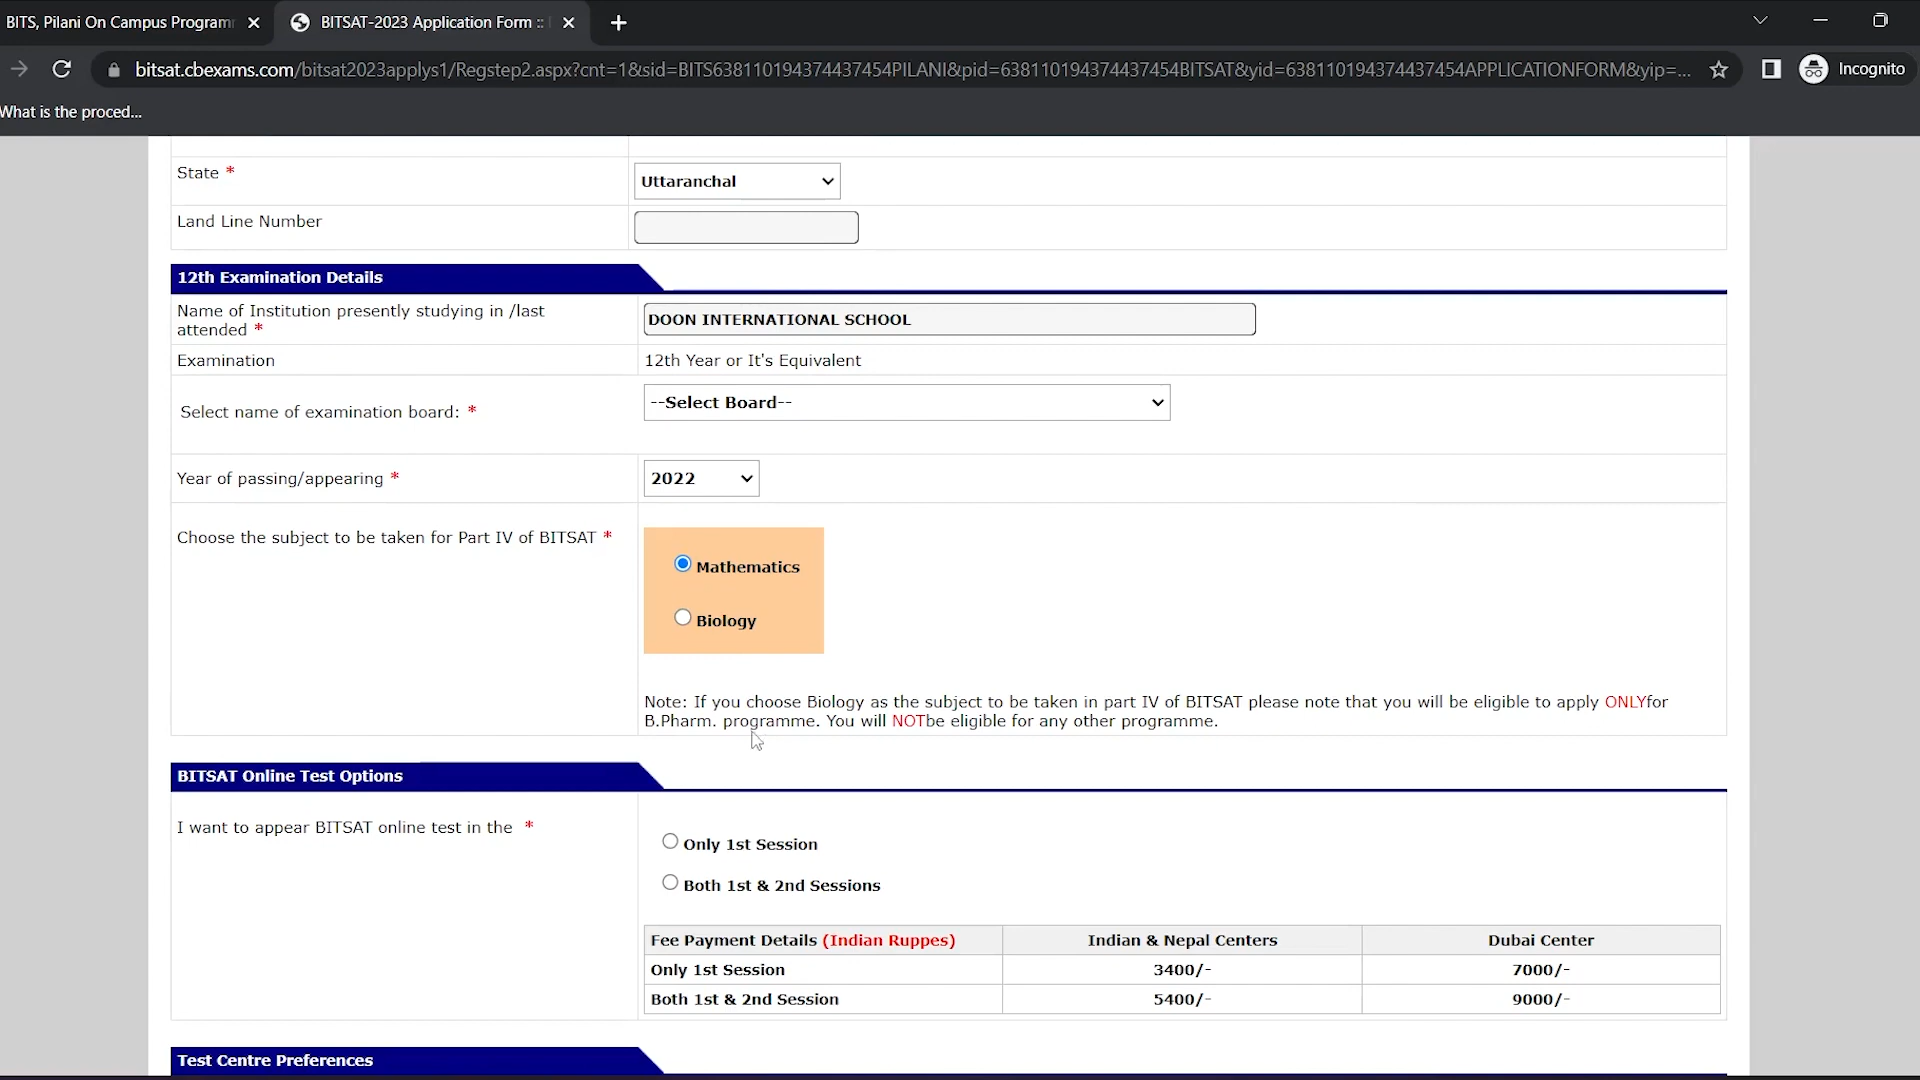 BITS, Pilani On Campus Program
BITSAT-2023 Application Form ::
bitsat.cbexams.com/bitsat2023applys1/Regstep2.aspx?cnt=1&sid=BITS638110194374437454PILANI&pid=638110194374437454BITSAT&yid=638110194374437454APPLICATIONFORM&yip=...
Incognito
What is the proced...
State *
Uttaranchal
Land Line Number
12th Examination Details
Name of Institution presently studying in /last
attended *
DOON INTERNATIONAL SCHOOL
Examination
12th Year or It's Equivalent
Select name of examination board: *
--Select Board--
Year of passing/appearing *
2022
Choose the subject to be taken for Part IV of BITSAT *
Mathematics
Biology
Note: If you choose Biology as the subject to be taken in part IV of BITSAT please note that you will be eligible to apply ONLYfor
B.Pharm. programme. You will NOTbe eligible for any other programme.
BITSAT Online Test Options
I want to appear BITSAT online test in the *
Only 1st Session
Both 1st & 2nd Sessions
Fee Payment Details (Indian Ruppes) Indian & Nepal Centers Dubai Center
Only 1st Session 3400/- 7000/-
Both 1st & 2nd Session 5400/- 9000/-
Test Centre Preferences